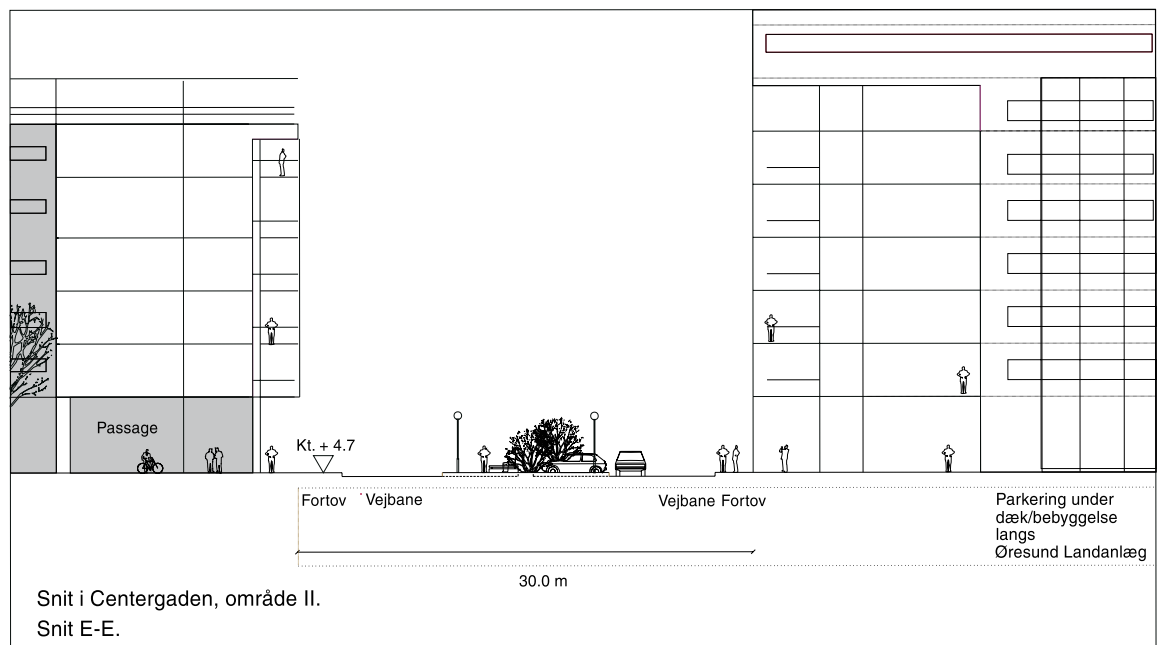 Passage
Kt. + 4.7
Fortov Vejbane
Vejbane Fortov
Parkering under
dæk/bebyggelse
langs
Øresund Landanlæg
30.0 m
Snit i Centergaden, område II.
Snit E-E.